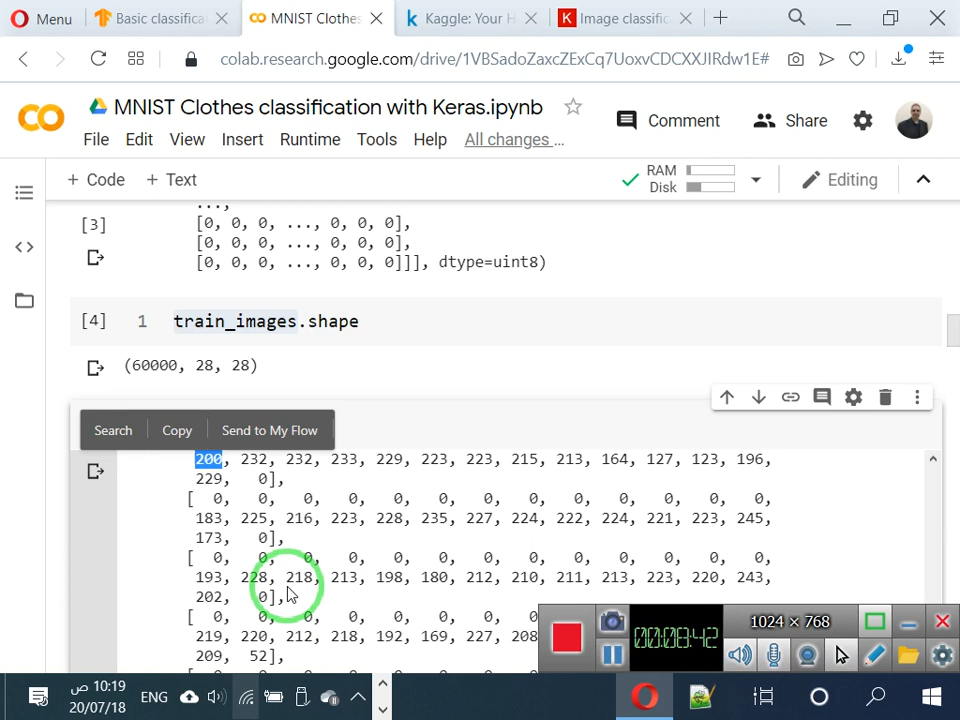 Menu
Basic classifica
MNIST Clothes
Kaggle: Your H
Image classific
colab.research.google.com/drive/1VBSadoZaxcZExCq7UoxvCDCXXJIRdw1E#
MNIST Clothes classification with Keras.ipynb
File Edit View Insert Runtime Tools Help All changes ...
Comment
Share
+ Code + Text
RAM
Disk
Editing
...,
[3] [0, 0, 0, ..., 0, 0, 0],
[0, 0, 0, ..., 0, 0, 0],
[0, 0, 0, ..., 0, 0, 0]]], dtype=uint8)
[4] 1 train_images.shape
(60000, 28, 28)
Search Copy Send to My Flow
200, 232, 232, 233, 229, 223, 223, 215, 213, 164, 127, 123, 196,
229, 0],
[ 0, 0, 0, 0, 0, 0, 0, 0, 0, 0, 0, 0, 0,
183, 225, 216, 223, 228, 235, 227, 224, 222, 224, 221, 223, 245,
173, 0],
[ 0, 0, 0, 0, 0, 0, 0, 0, 0, 0, 0, 0, 0,
193, 228, 218, 213, 198, 180, 212, 210, 211, 213, 223, 220, 243,
202, 0],
[ 0, 0, 0, 0, 0, 0, 0,
219, 220, 212, 218, 192, 169, 227, 208
209, 52],
00:08:42
1024 × 768
10:19 ص
20/07/18
ENG